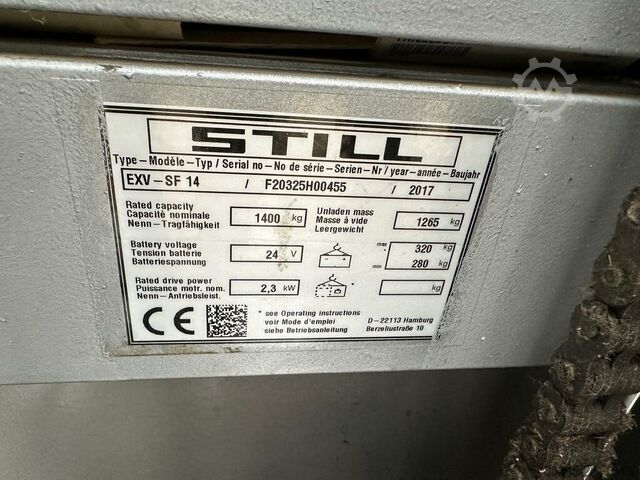 STILL
Type – Modèle – Typ / Serial no – No de série – Serien – Nr / year – année – Baujahr
EXV – SF 14 / F20325H00455 / 2017
Rated capacity
Capacité nominale
Nenn – Tragfähigkeit
1400 kg
Unladen mass
Masse à vide
Leergewicht
1265 kg
Battery voltage
Tension batterie
Batteriespannung
24 V
max 320 kg
min 280 kg
Rated drive power
Puissance motr. nom.
Nenn – Antriebsleist.
2,3 kW
*
kg
CE
* see Operating instructions
voir Mode d'emploi
siehe Betriebsanleitung
D – 22113 Hamburg
Berzeliusstraße 10